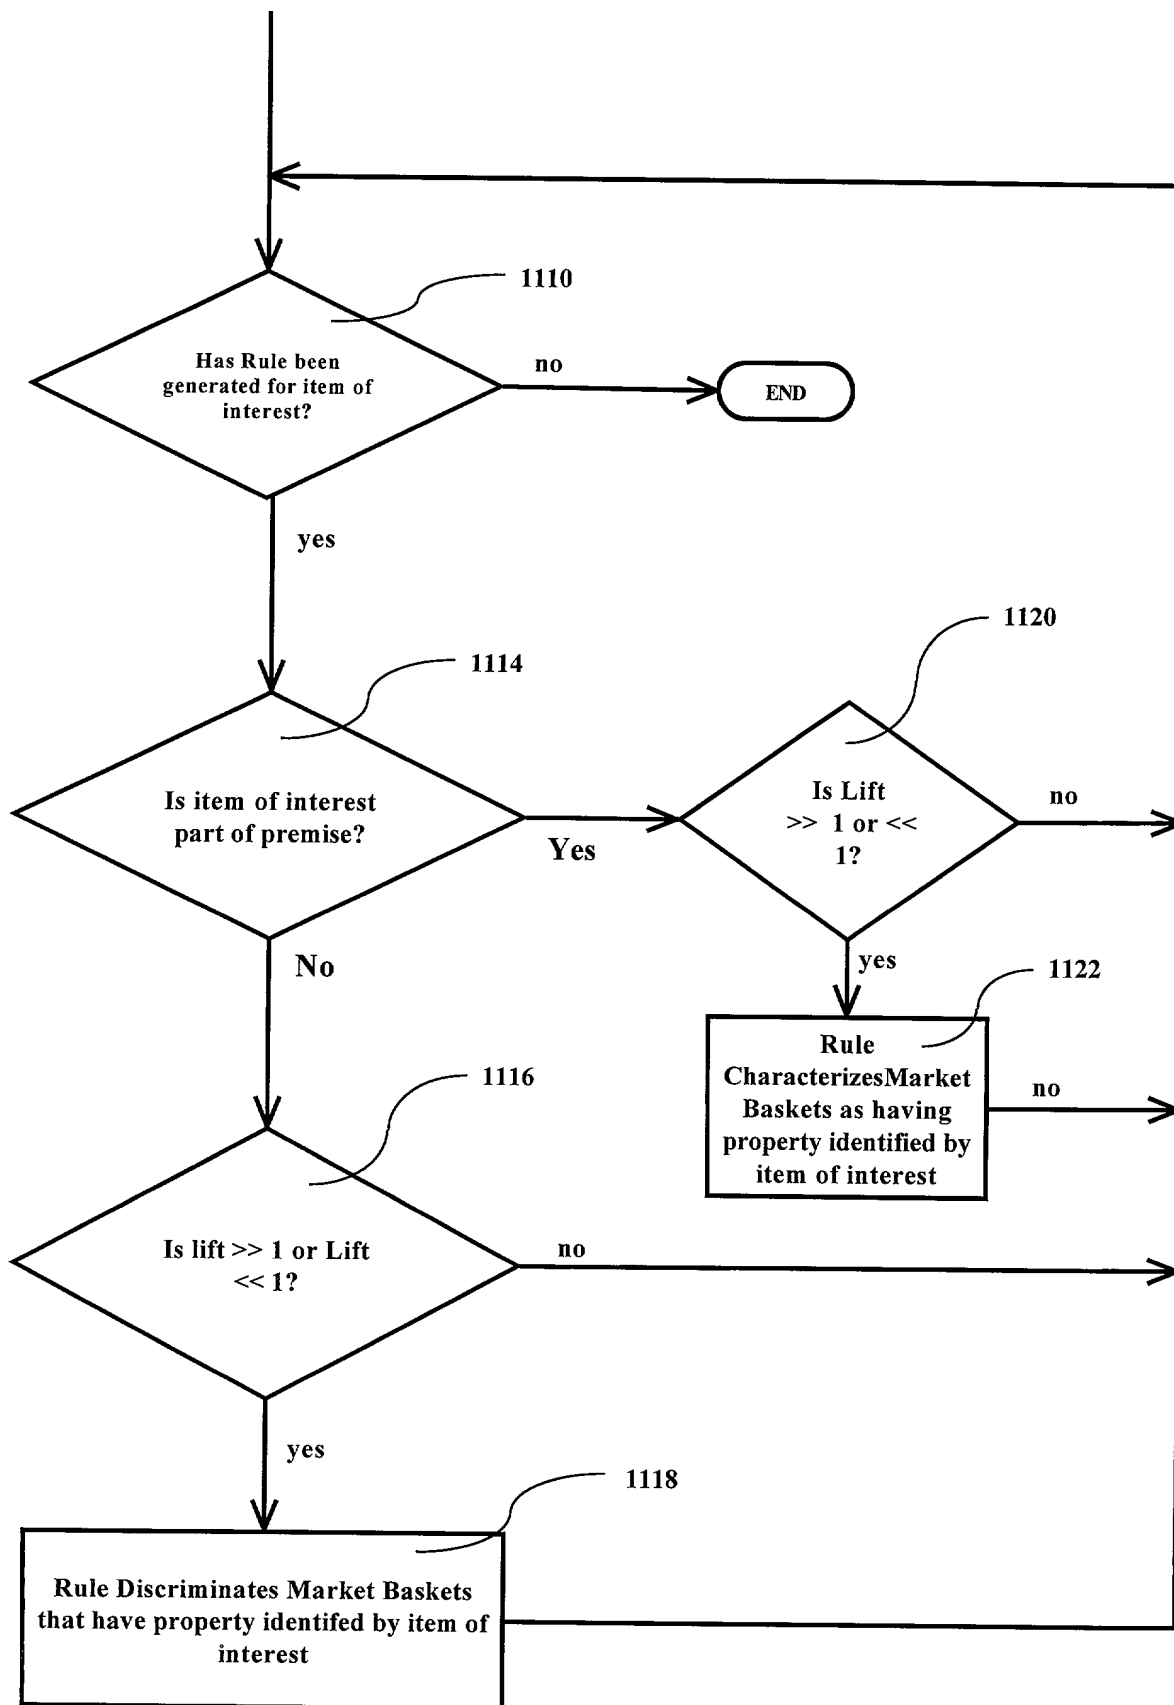 1110
Has Rule been
generated for item of
interest?
no
END
yes
1114
Is item of interest
part of premise?
Yes
1120
Is Lift
>> 1 or <<
1?
no
yes
1122
Rule
CharacterizesMarket
Baskets as having
property identified by
item of interest
no
No
1116
Is lift >> 1 or Lift
<< 1?
no
yes
1118
Rule Discriminates Market Baskets
that have property identifed by item of
interest